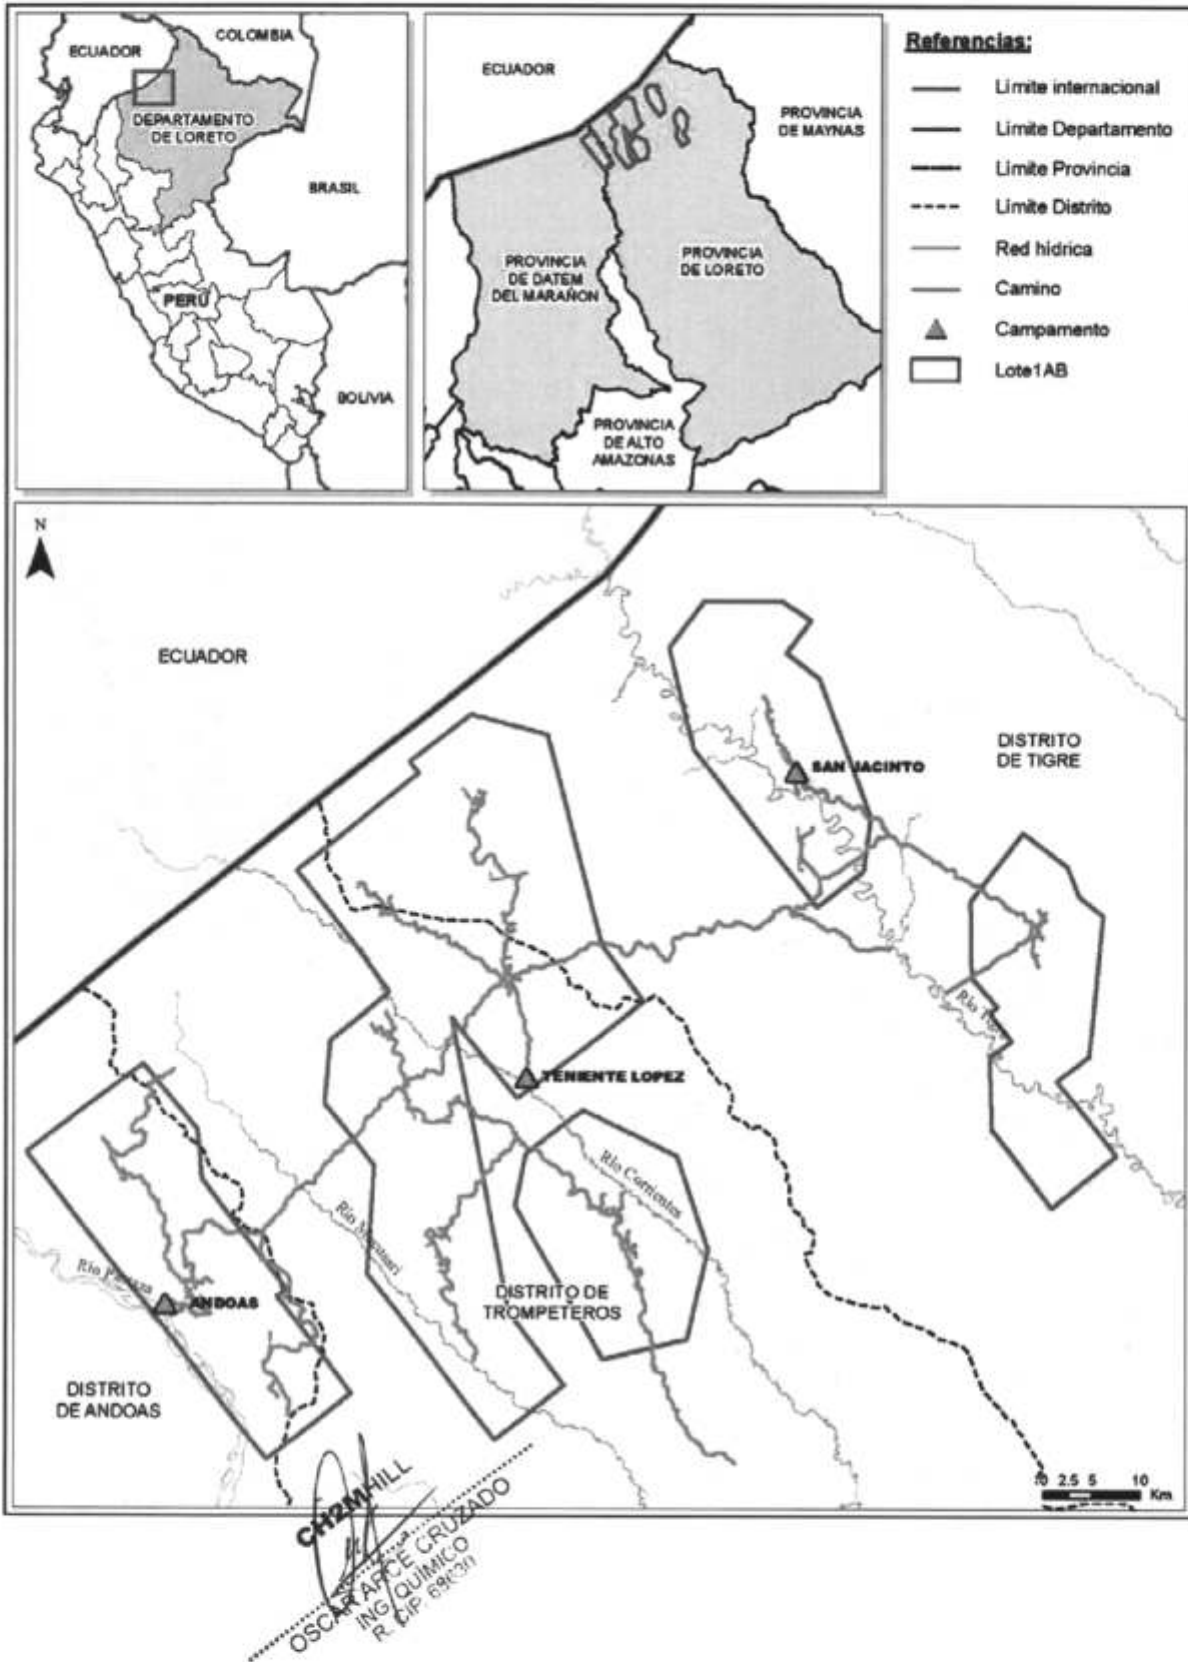 ECUADOR
COLOMBIA
DEPARTAMENTO
DE LORETO
BRASIL
PERÚ
BOLIVIA
ECUADOR
PROVINCIA
DE MAYNAS
PROVINCIA
DE DATEM
DEL MARAÑON
PROVINCIA
DE LORETO
PROVINCIA
DE ALTO
AMAZONAS
Referencias:
Límite internacional
Límite Departamento
Límite Provincia
Límite Distrito
Red hídrica
Camino
Campamento
Lote1AB
N
ECUADOR
DISTRITO
DE TIGRE
SAN JACINTO
Río
TENIENTE LOPEZ
Río Corrientes
Río
Río
ANDOAS
DISTRITO DE
TROMPETEROS
DISTRITO
DE ANDOAS
0 2.5 5 10
Km
CH2MHILL
OSCAR ARCE CRUZADO
ING. QUÍMICO
R. CIP.